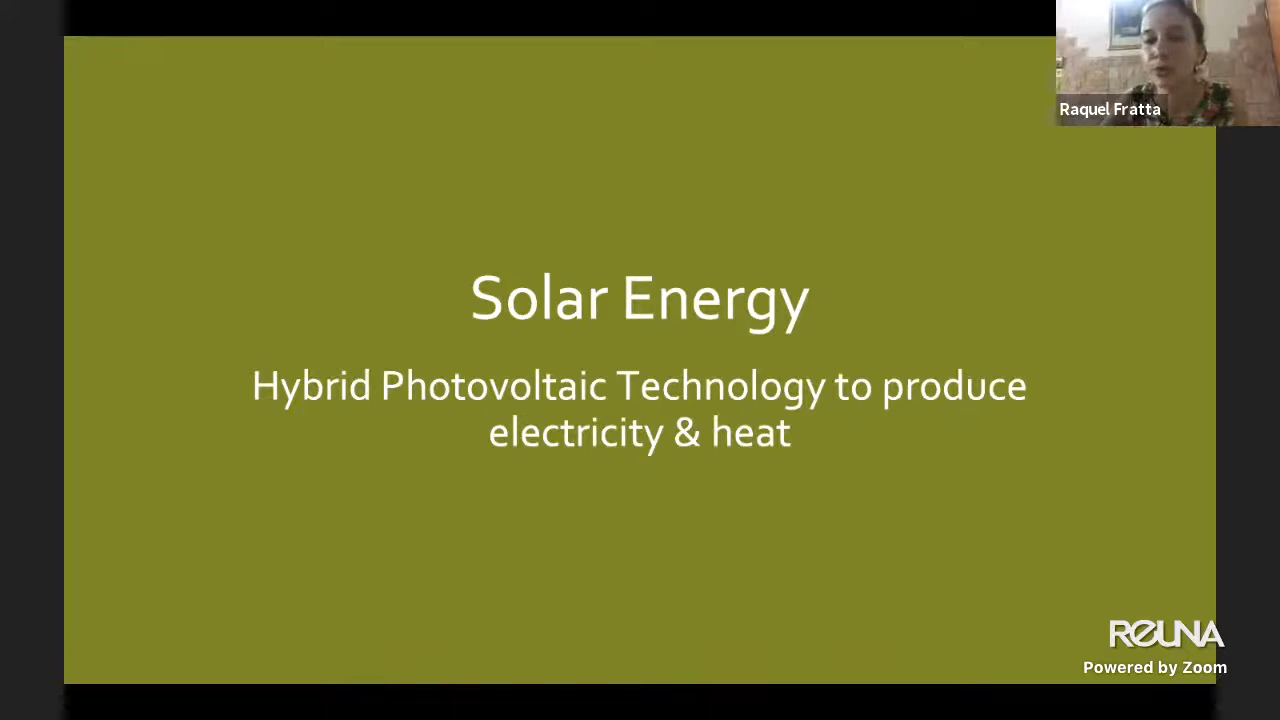 Raquel Fratta
Solar Energy
Hybrid Photovoltaic Technology to produce
electricity & heat
REUNA
Powered by Zoom